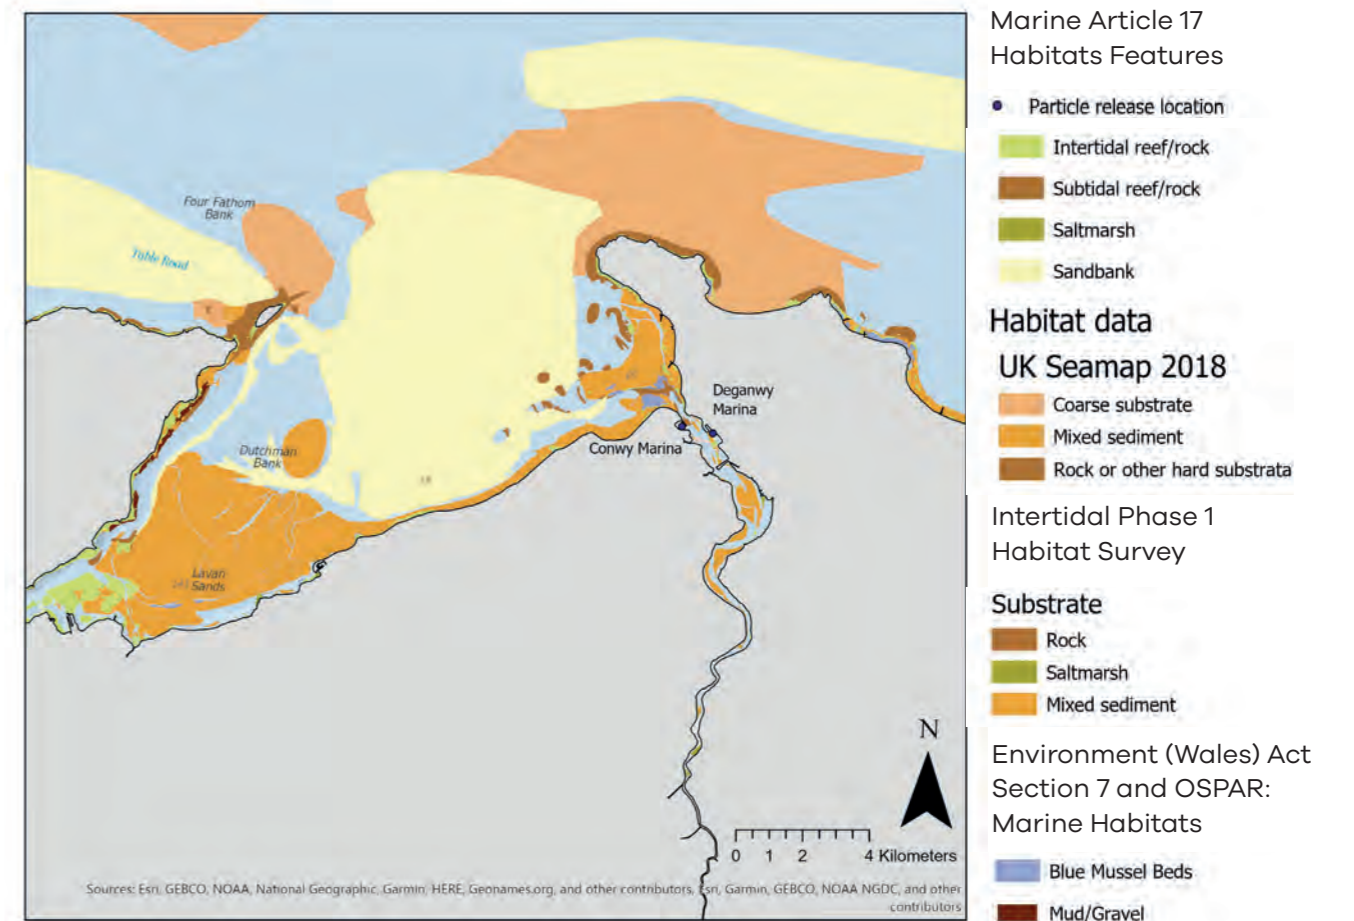 Four Fathom
Bank
Table Road
Dutchman
Bank
Lavan
Sands
Deganwy
Marina
Conwy Marina
N
0 1 2 4 Kilometers
Sources: Esri, GEBCO, NOAA, National Geographic, Garmin, HERE, Geonames.org, and other contributors, Esri, Garmin, GEBCO, NOAA NGDC, and other
contributors
Marine Article 17
Habitats Features
Particle release location
Intertidal reef/rock
Subtidal reef/rock
Saltmarsh
Sandbank
Habitat data
UK Seamap 2018
Coarse substrate
Mixed sediment
Rock or other hard substrata
Intertidal Phase 1
Habitat Survey
Substrate
Rock
Saltmarsh
Mixed sediment
Environment (Wales) Act
Section 7 and OSPAR:
Marine Habitats
Blue Mussel Beds
Mud/Gravel